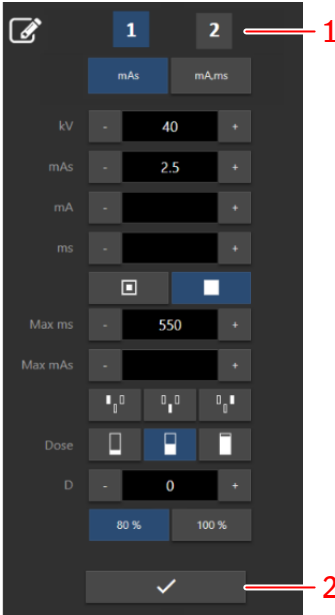 1 2 1
mAs mA,ms
kV - 40 +
mAs - 2.5 +
mA - +
ms - +
Max ms - 550 +
Max mAs - +
Dose
D - 0 +
80 % 100 %
2